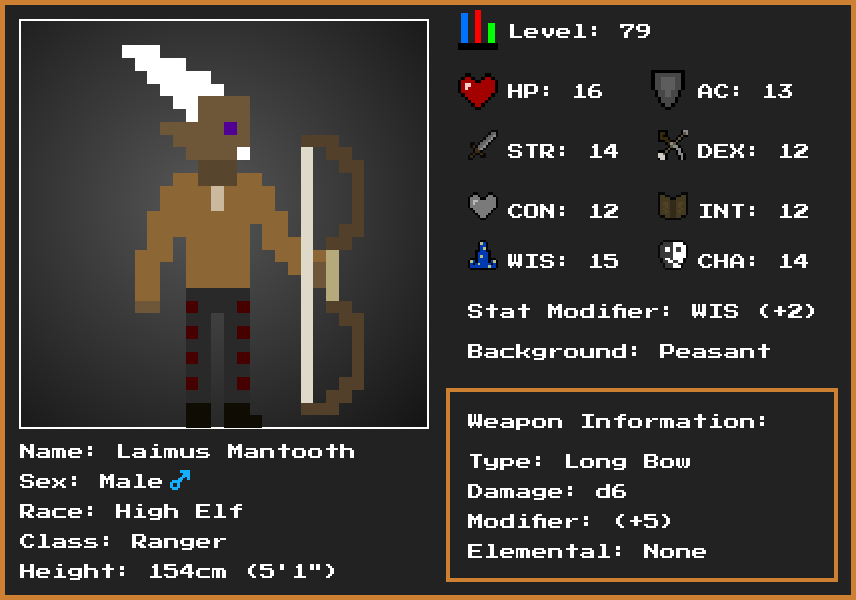 Level: 79
HP: 16
AC: 13
STR: 14
DEX: 12
CON: 12
INT: 12
WIS: 15
CHA: 14
Stat Modifier: WIS (+2)
Background: Peasant
Weapon Information:
Type: Long Bow
Damage: d6
Modifier: (+5)
Elemental: None
Name: Laimus Mantooth
Sex: Male♂
Race: High Elf
Class: Ranger
Height: 154cm (5'1")